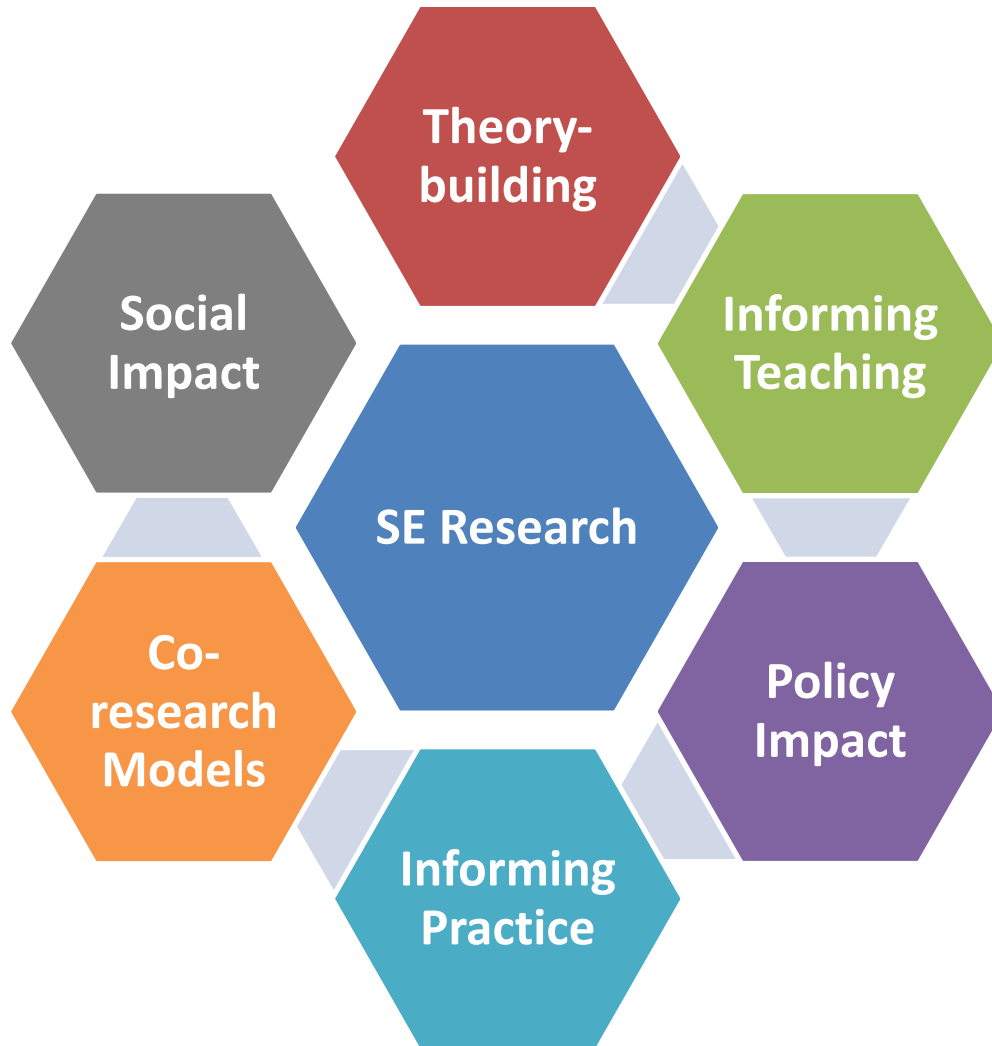 Theory-
building
Social
Impact
Informing
Teaching
SE Research
Co-
research
Models
Policy
Impact
Informing
Practice